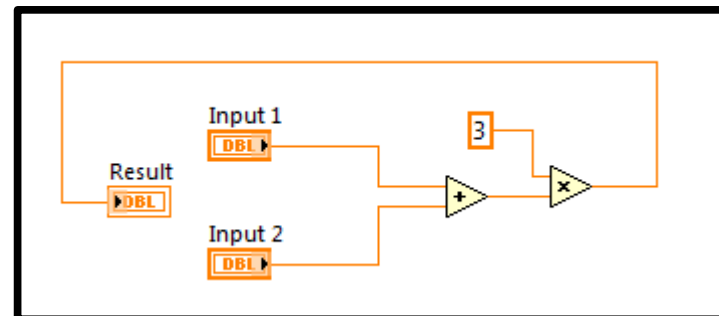 Input 1
DBL
3
Result
DBL
+
x
Input 2
DBL